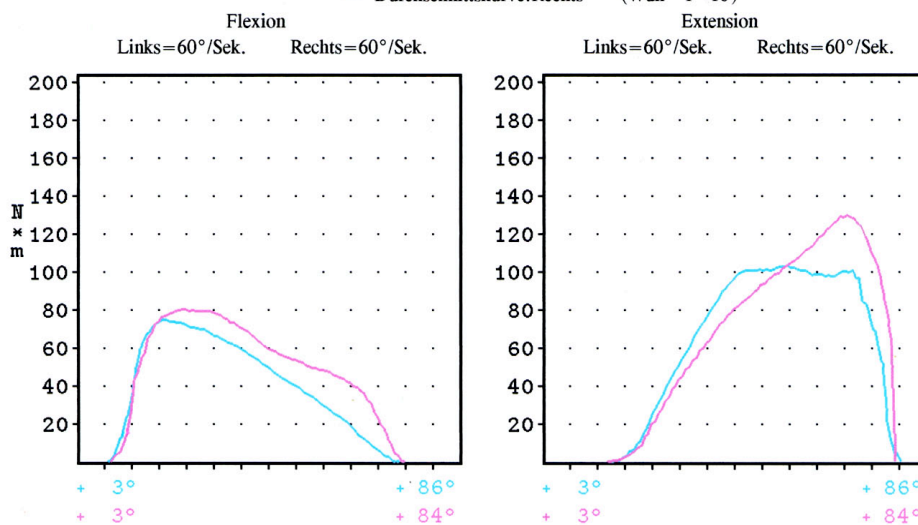 Flexion Extension
Links=60°/Sek. Rechts=60°/Sek. Links=60°/Sek. Rechts=60°/Sek.
200 200
180 180
160 160
140 140
N * m
120 120
100 100
80 80
60 60
40 40
20 20
+ 3° + 86° + 3° + 86°
+ 3° + 84° + 3° + 84°